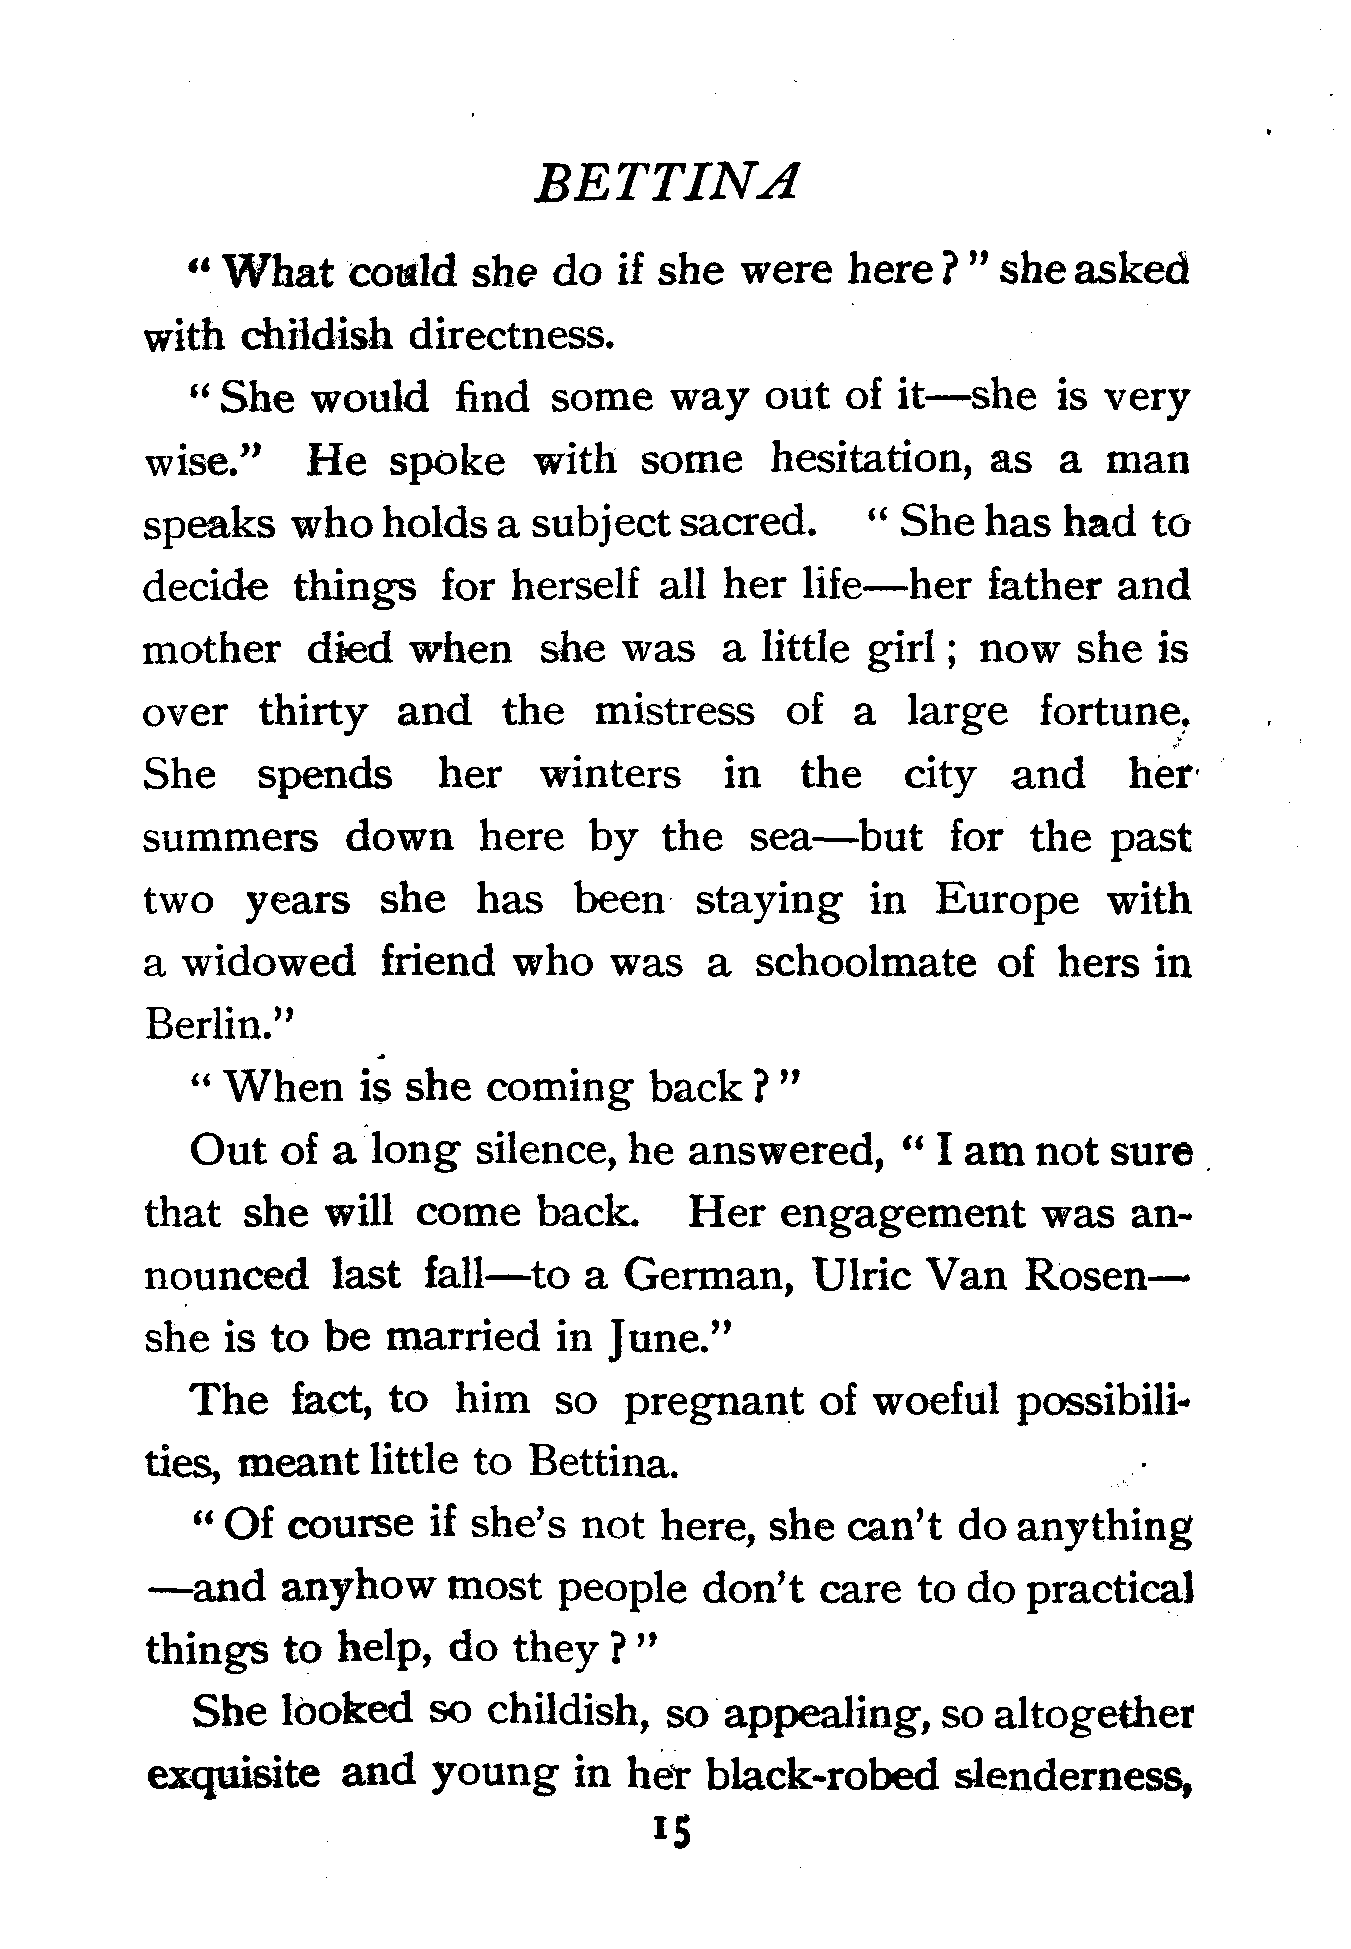 BETTINA
“ What could she do if she were here ? ” she asked
with childish directness.
“ She would find some way out of it—she is very
wise.” He spoke with some hesitation, as a man
speaks who holds a subject sacred. “ She has had to
decide things for herself all her life—her father and
mother died when she was a little girl ; now she is
over thirty and the mistress of a large fortune.
She spends her winters in the city and her
summers down here by the sea—but for the past
two years she has been staying in Europe with
a widowed friend who was a schoolmate of hers in
Berlin.”
“ When is she coming back ? ”
Out of a long silence, he answered, “ I am not sure
that she will come back. Her engagement was an-
nounced last fall—to a German, Ulric Van Rosen—
she is to be married in June.”
The fact, to him so pregnant of woeful possibili-
ties, meant little to Bettina.
“ Of course if she’s not here, she can’t do anything
—and anyhow most people don’t care to do practical
things to help, do they ? ”
She looked so childish, so appealing, so altogether
exquisite and young in her black-robed slenderness,
15